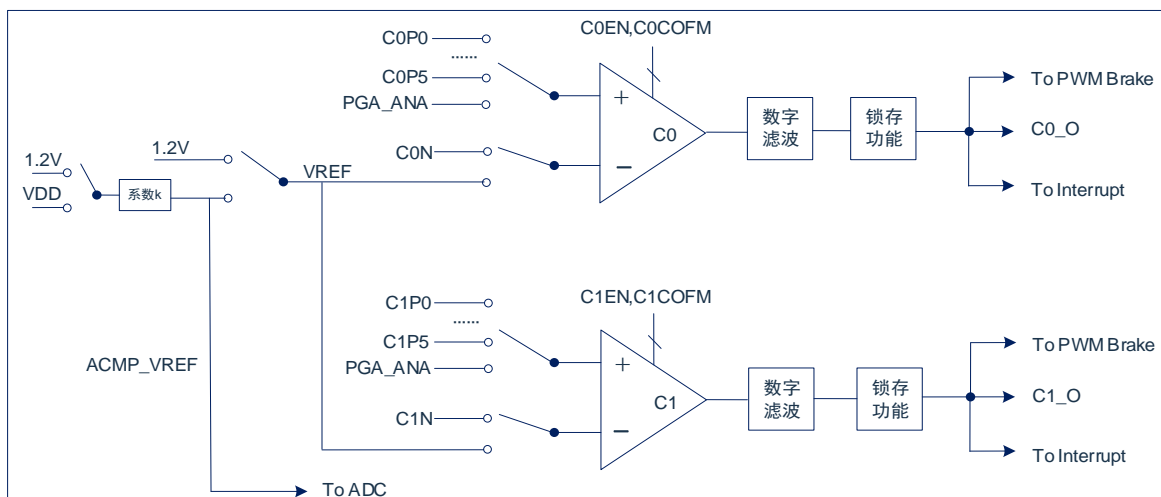 C0P0
......
C0P5
PGA_ANA
C0N
C0EN,C0COFM
+
C0
−
数字
滤波
锁存
功能
To PWM Brake
C0_O
To Interrupt
1.2V
VDD
系数k
1.2V
VREF
ACMP_VREF
To ADC
C1P0
......
C1P5
PGA_ANA
C1N
C1EN,C1COFM
+
C1
−
数字
滤波
锁存
功能
To PWM Brake
C1_O
To Interrupt